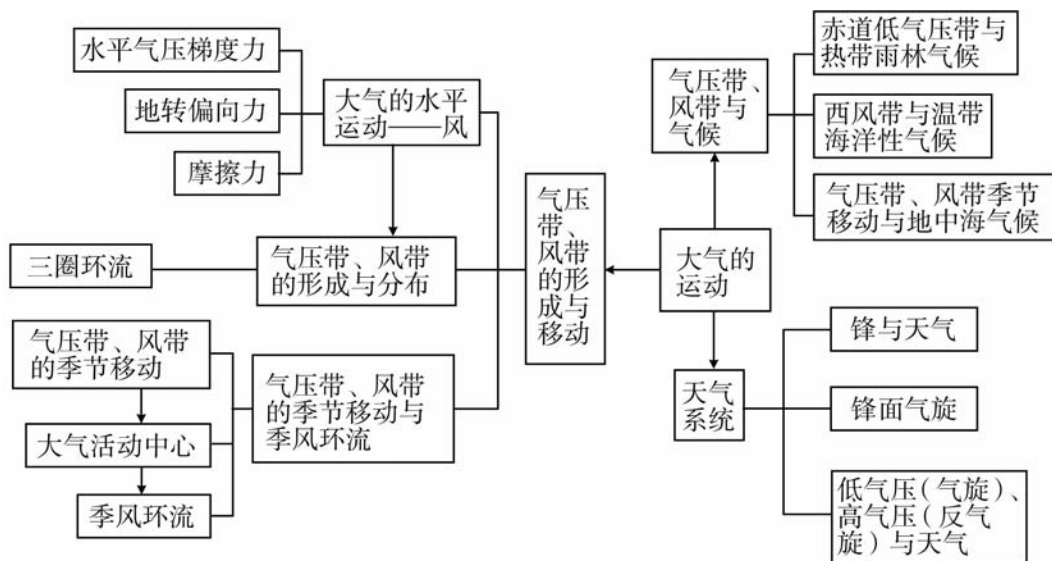 水平气压梯度力
地转偏向力
摩擦力
大气的水平
运动——风
三圈环流
气压带、风带
的形成与分布
气压带、风带
的季节移动
大气活动中心
季风环流
气压带、风带
的季节移动与
季风环流
气压
带、
风带
的形
成与
移动
大气的
运动
气压带、
风带与
气候
赤道低气压带与
热带雨林气候
西风带与温带
海洋性气候
气压带、风带季节
移动与地中海气候
天气
系统
锋与天气
锋面气旋
低气压(气旋)、
高气压(反气
旋)与天气